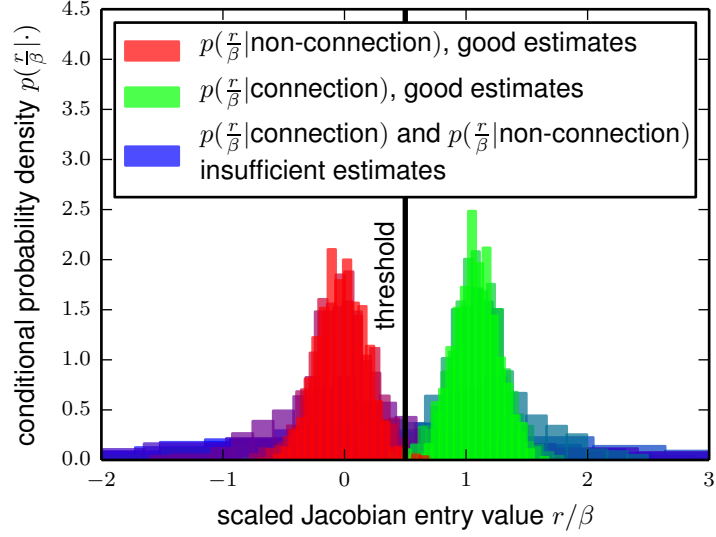 conditional probability density p(r/β|·)
4.5
4.0
3.5
3.0
2.5
2.0
1.5
1.0
0.5
0.0
p(r/β|non-connection), good estimates
p(r/β|connection), good estimates
p(r/β|connection) and p(r/β|non-connection)
insufficient estimates
threshold
−2 −1 0 1 2 3
scaled Jacobian entry value r/β